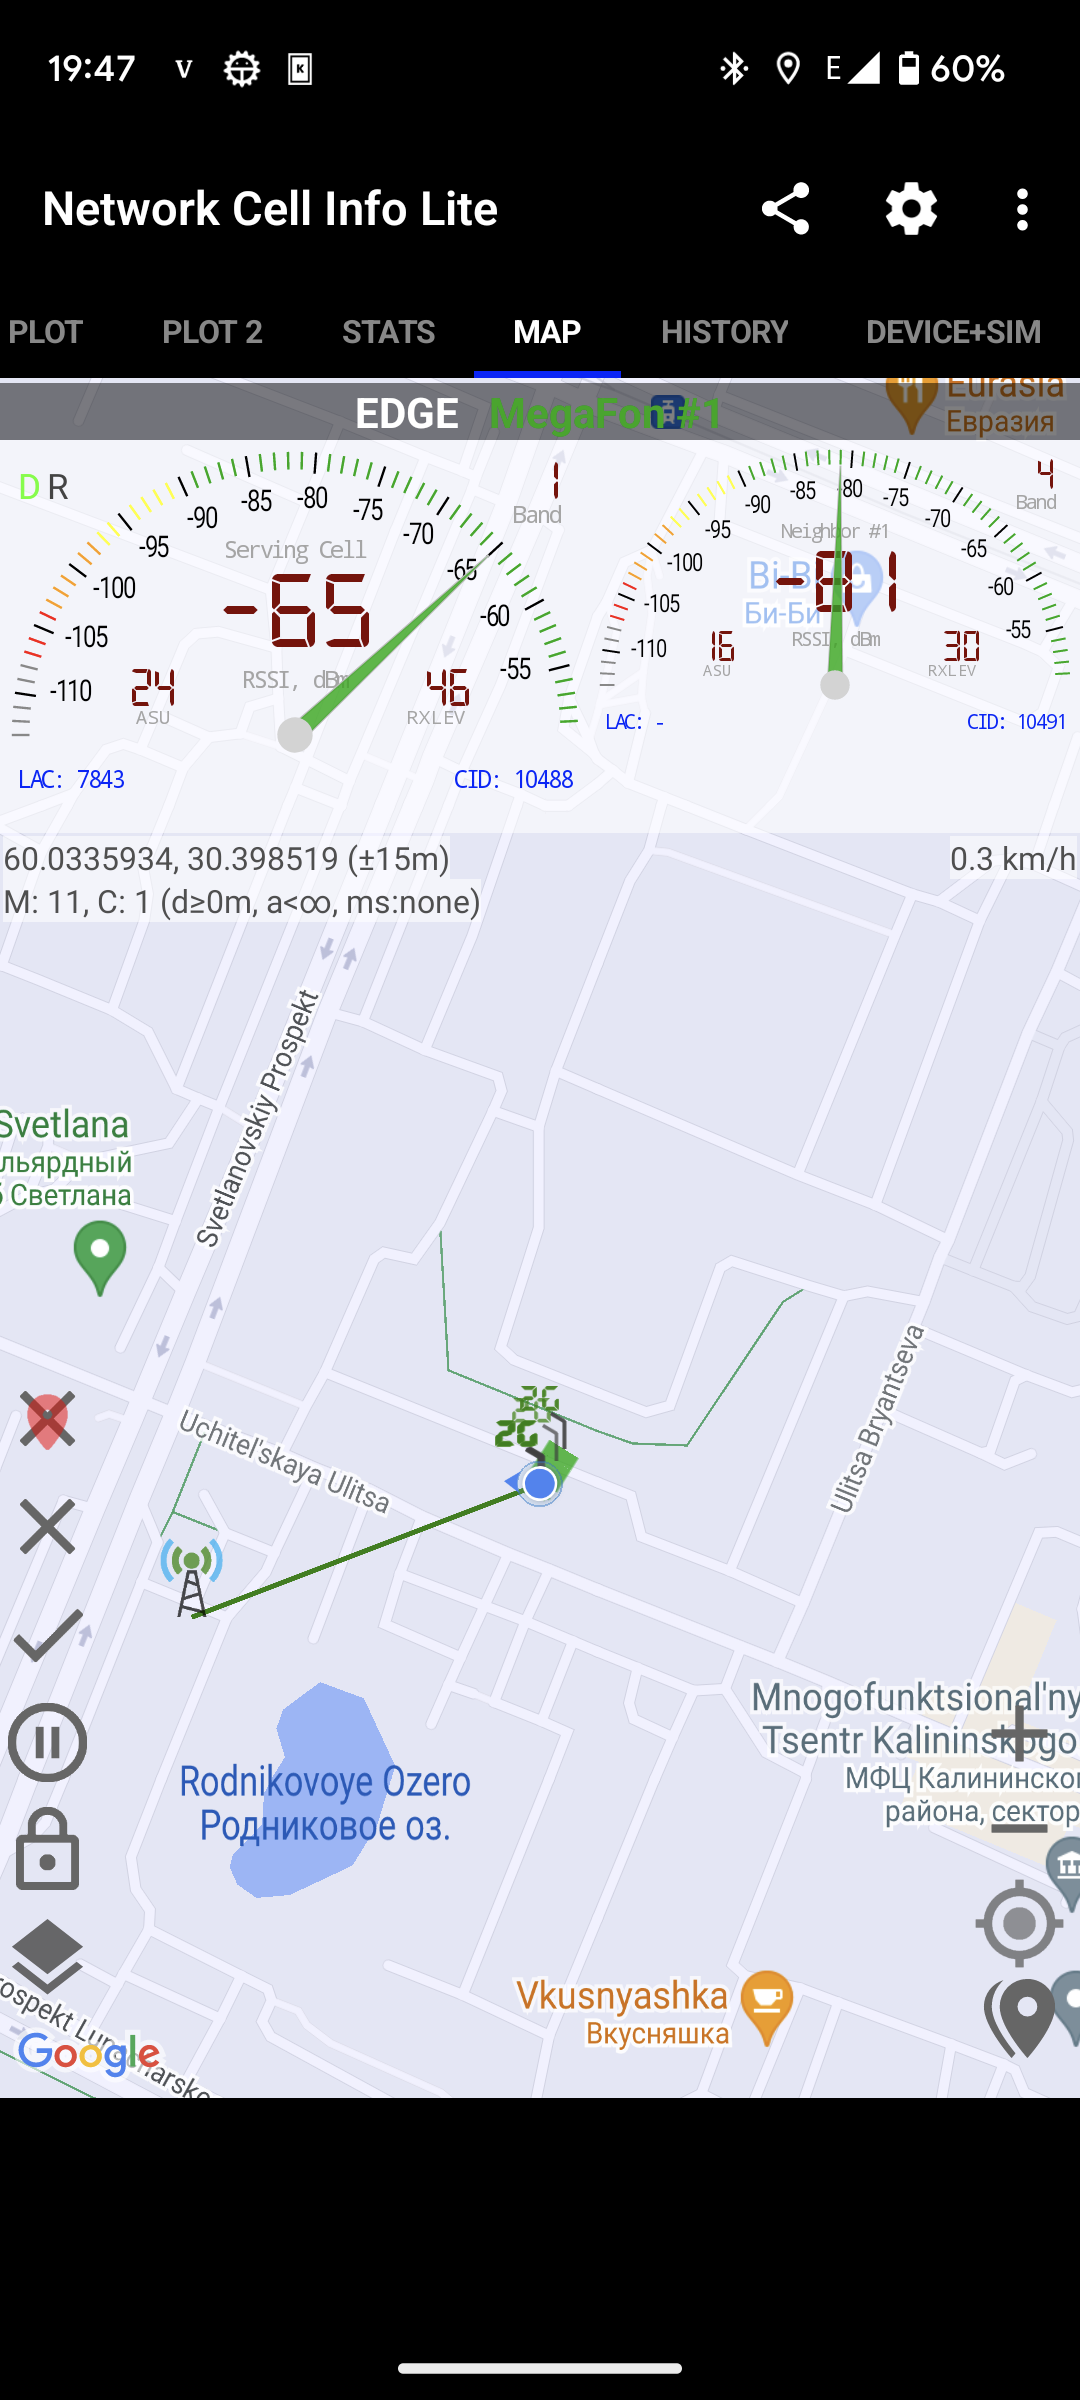 19:47 V K E 60%
Network Cell Info Lite
PLOT PLOT 2 STATS MAP HISTORY DEVICE+SIM
EDGE MegaFon #1
Eurasia
Евразия
D R
-110 -105 -100 -95 -90 -85 -80 -75 -70 -65 -60 -55
1
Band
Serving Cell
-65
RSSI, dBm
24
ASU
46
RXLEV
LAC: 7843 CID: 10488
-110 -105 -100 -95 -90 -85 -80 -75 -70 -65 -60 -55
4
Band
Neighbor #1
-81
Bi-B
Би-Би
RSSI, dBm
16
ASU
30
RXLEV
LAC: - CID: 10491
60.0335934, 30.398519 (±15m) 0.3 km/h
M: 11, C: 1 (d≥0m, a<∞, ms:none)
Svetlanovskiy Prospekt
Svetlana
льярдный
б Светлана
Ulitsa Bryantseva
2G
2G
Uchitel'skaya Ulitsa
Mnogofunktsional'ny
Tsentr Kalininskogo
МФЦ Калининског
района, сектор
Rodnikovoye Ozero
Родниковое оз.
Vkusnyashka
Вкусняшка
rospekt Lunacharsko
Google